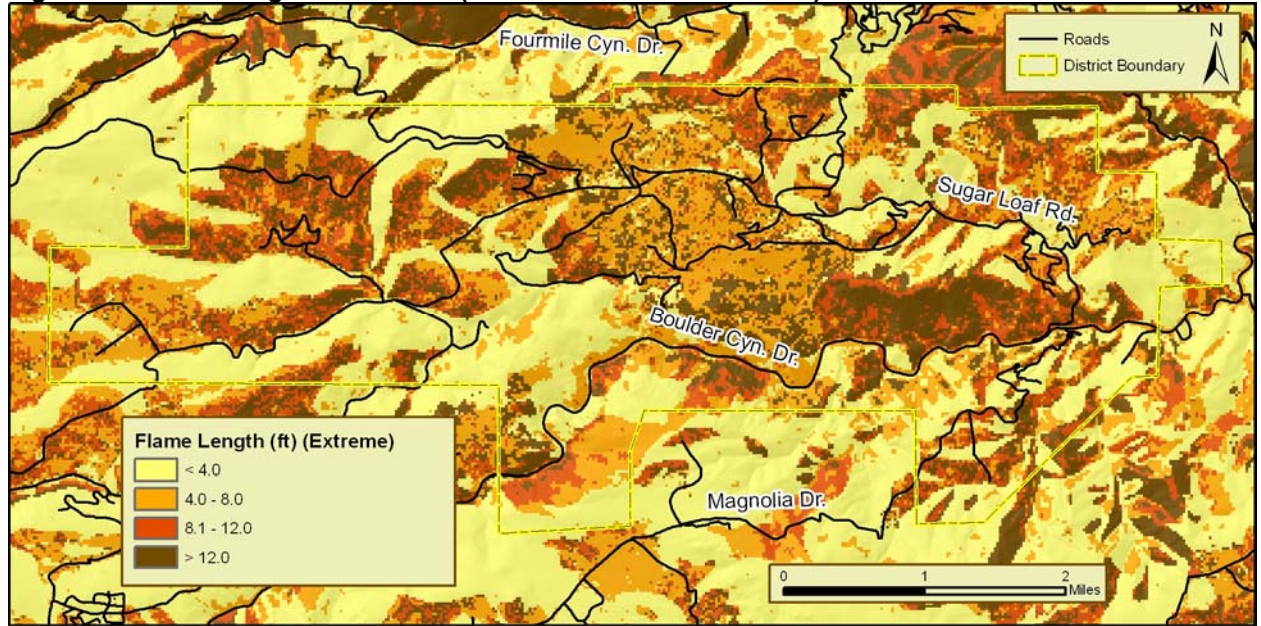 Fourmile Cyn. Dr.
Roads
District Boundary
N
Sugar Loaf Rd.
Boulder Cyn. Dr.
Flame Length (ft) (Extreme)
< 4.0
4.0 - 8.0
8.1 - 12.0
> 12.0
Magnolia Dr.
0 1 2
Miles